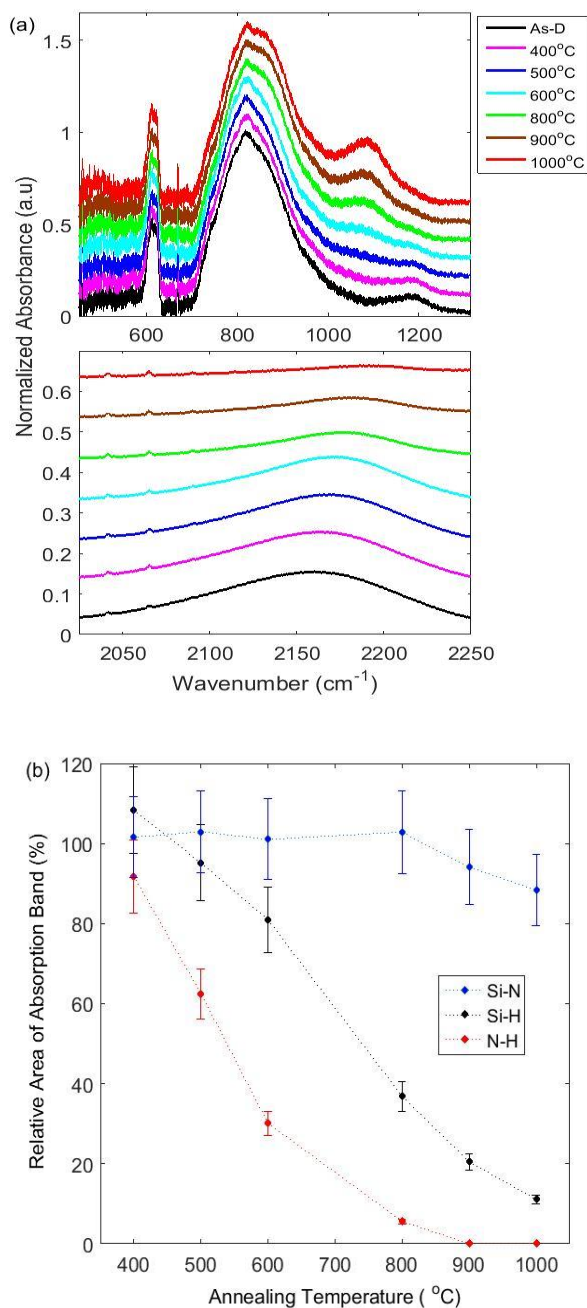 (a)
As-D
400°C
500°C
600°C
800°C
900°C
1000°C
Normalized Absorbance (a.u)
1.5
1
0.5
0
600 800 1000 1200
0.6
0.5
0.4
0.3
0.2
0.1
0
2050 2100 2150 2200 2250
Wavenumber (cm-1)
(b)
Relative Area of Absorption Band (%)
120
100
80
60
40
20
0
Si-N
Si-H
N-H
400 500 600 700 800 900 1000
Annealing Temperature ( °C)